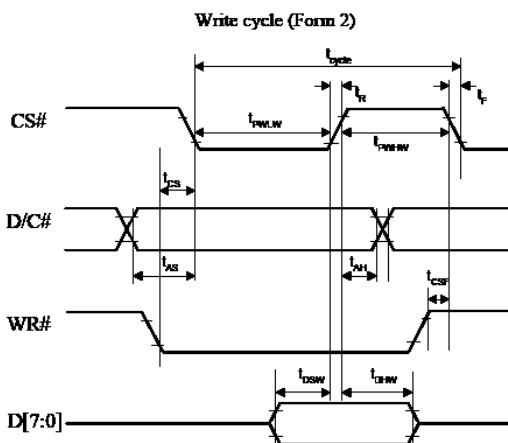 Write cycle (Form 2)
tcycle
CS#
tR
tF
tPWLW
tPWHW
tCS
D/C#
tAS
tAH
tCSF
WR#
tDSW
tDHW
D[7:0]